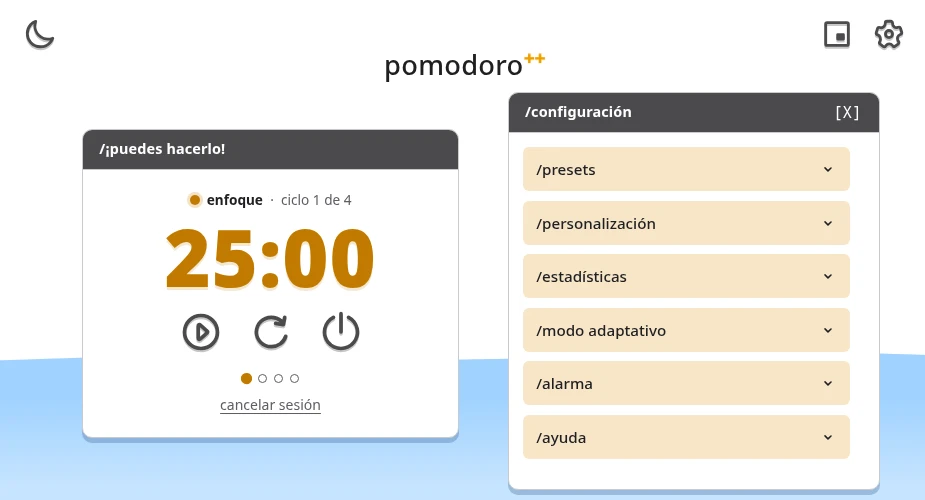 pomodoro++
/¡puedes hacerlo!
enfoque · ciclo 1 de 4
25:00
cancelar sesión
/configuración [X]
/presets
/personalización
/estadísticas
/modo adaptativo
/alarma
/ayuda